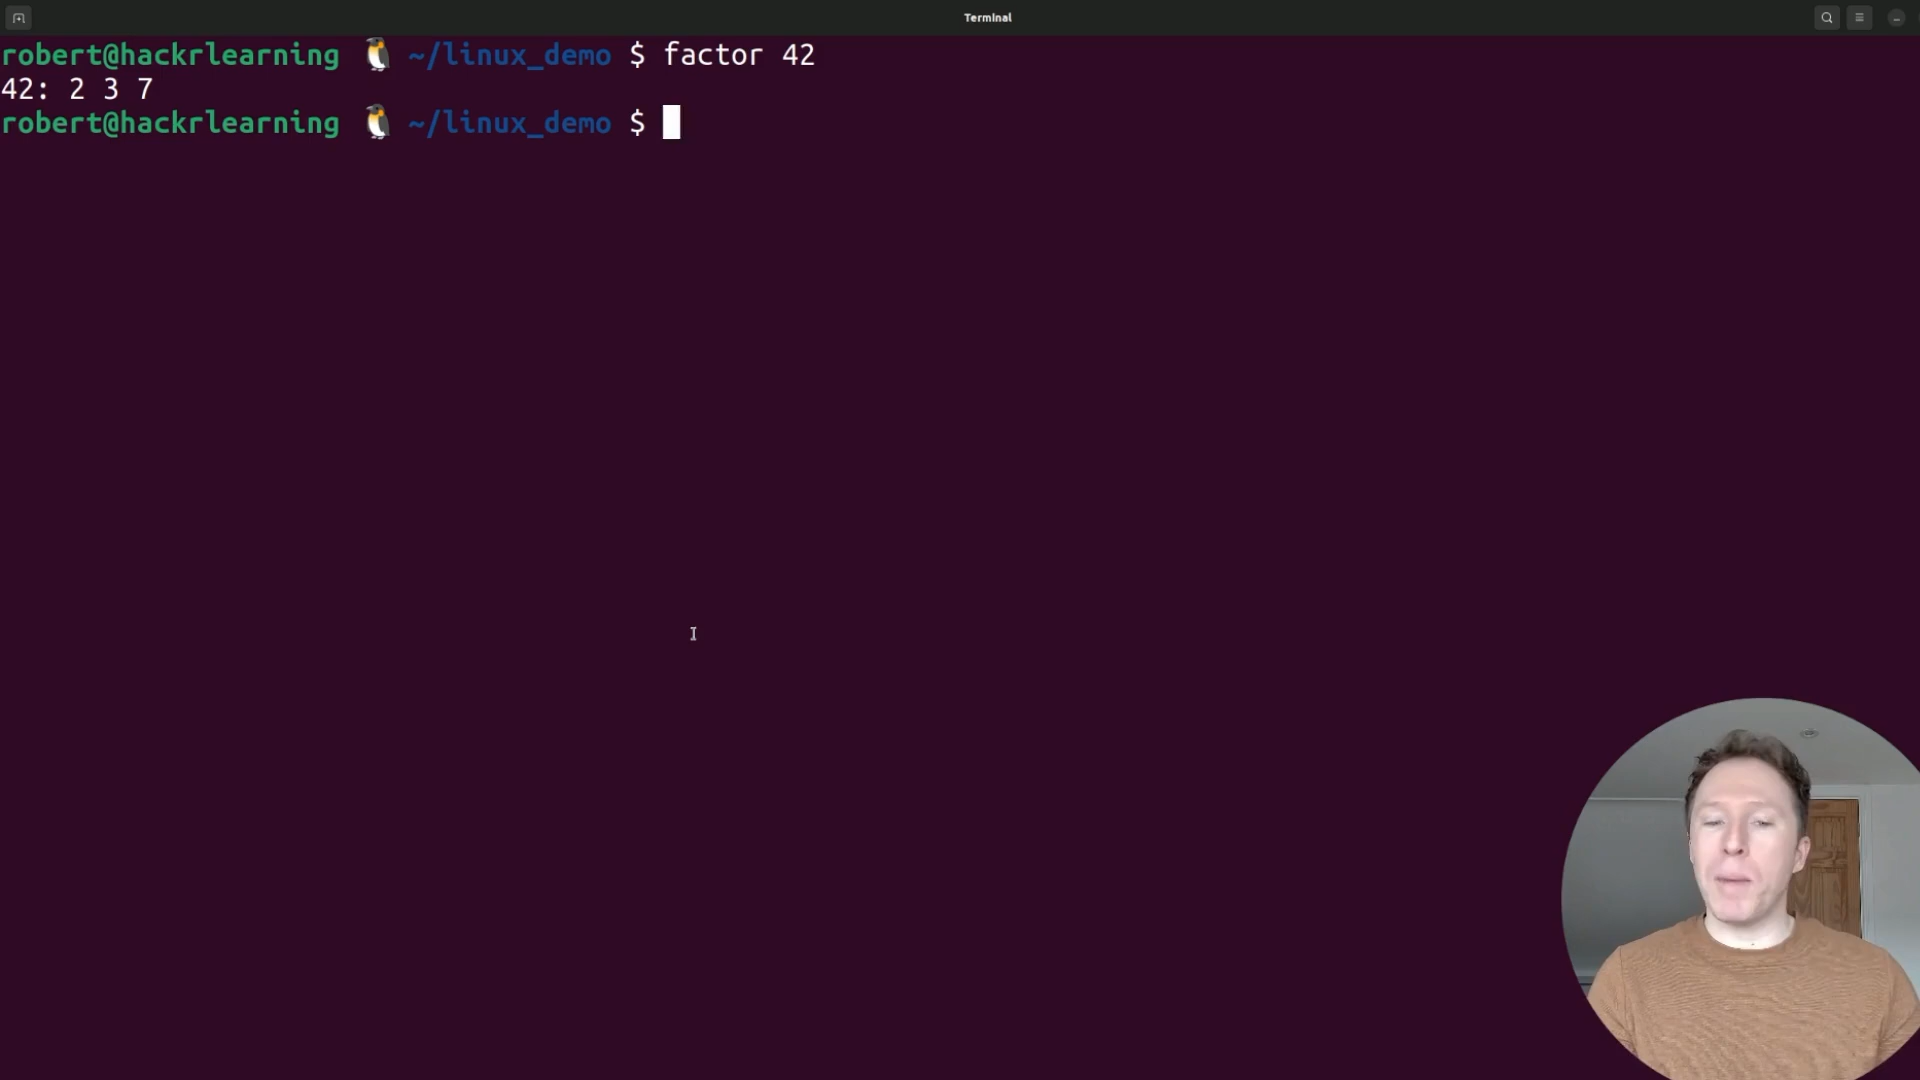 Terminal
robert@hackrlearning 🐧 ~/linux_demo $ factor 42
42: 2 3 7
robert@hackrlearning 🐧 ~/linux_demo $